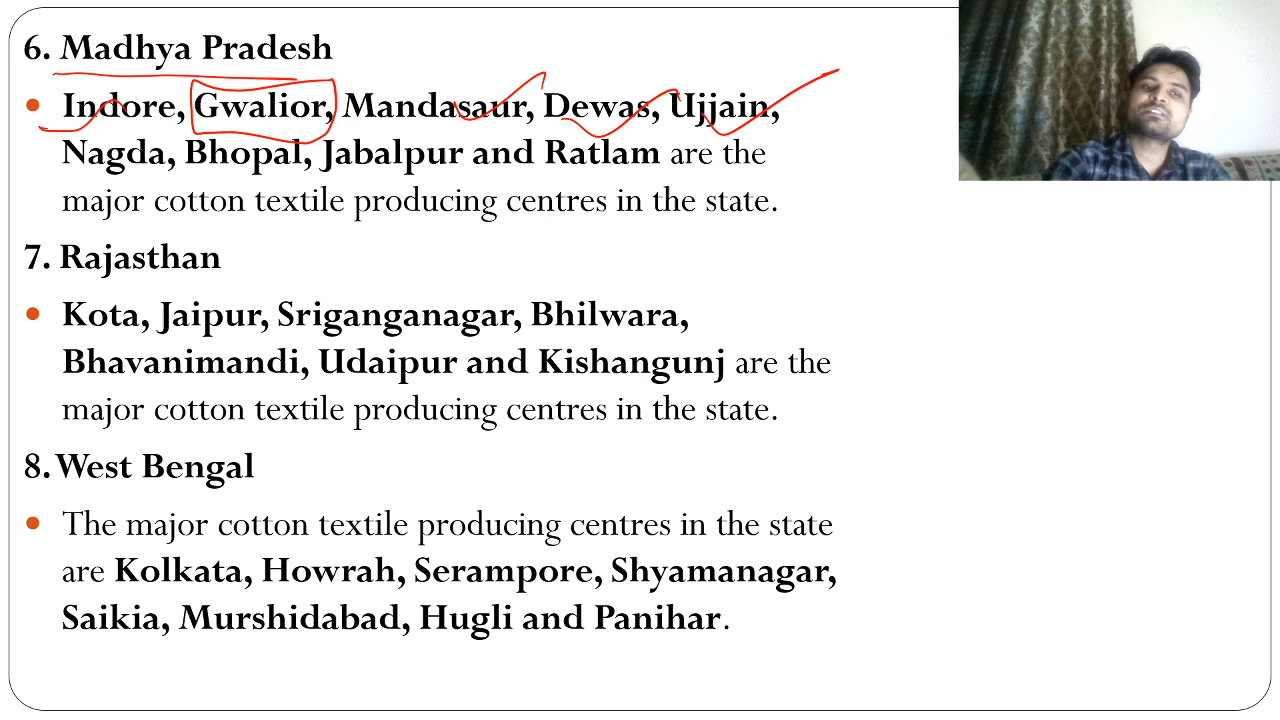 6. Madhya Pradesh
• Indore, Gwalior, Mandasaur, Dewas, Ujjain,
Nagda, Bhopal, Jabalpur and Ratlam are the
major cotton textile producing centres in the state.
7. Rajasthan
• Kota, Jaipur, Sriganganagar, Bhilwara,
Bhavanimandi, Udaipur and Kishangunj are the
major cotton textile producing centres in the state.
8. West Bengal
• The major cotton textile producing centres in the state
are Kolkata, Howrah, Serampore, Shyamanagar,
Saikia, Murshidabad, Hugli and Panihar.